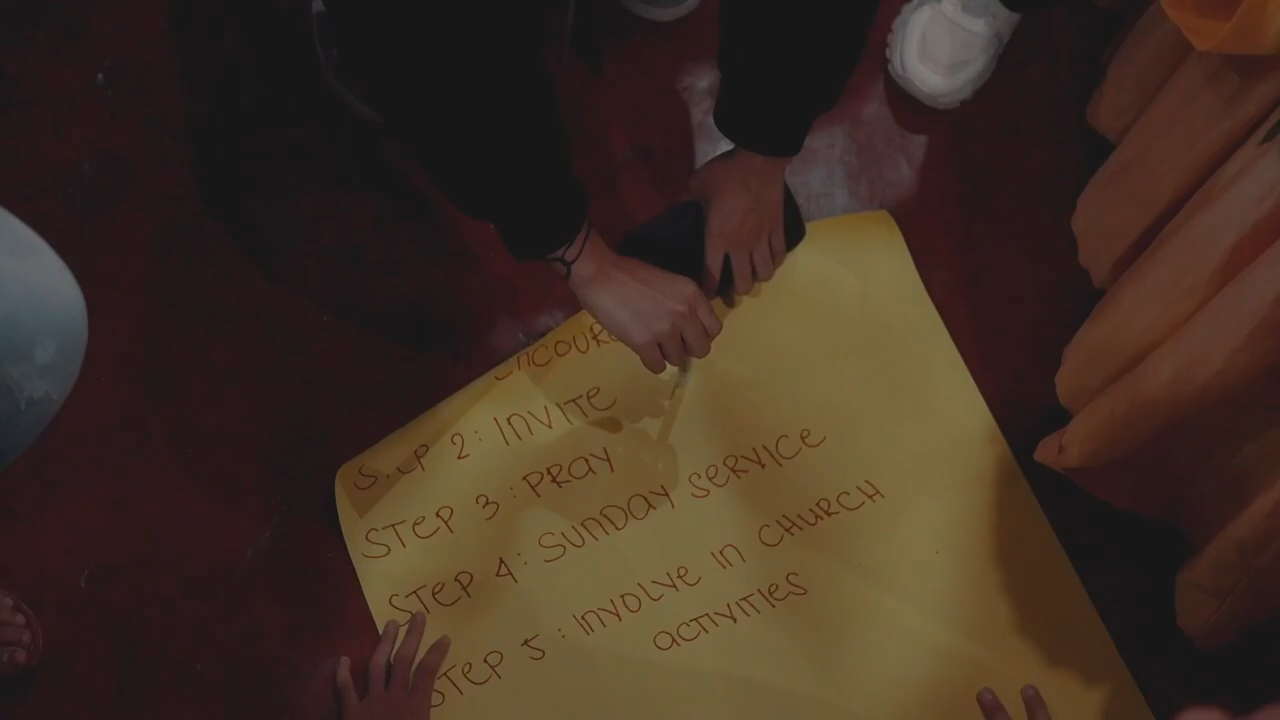 STEP 2: INVITE
STEP 3: PRAY
STEP 4: SUNDAY SERVICE
STEP 5: INVOLVE IN CHURCH
ACTIVITIES